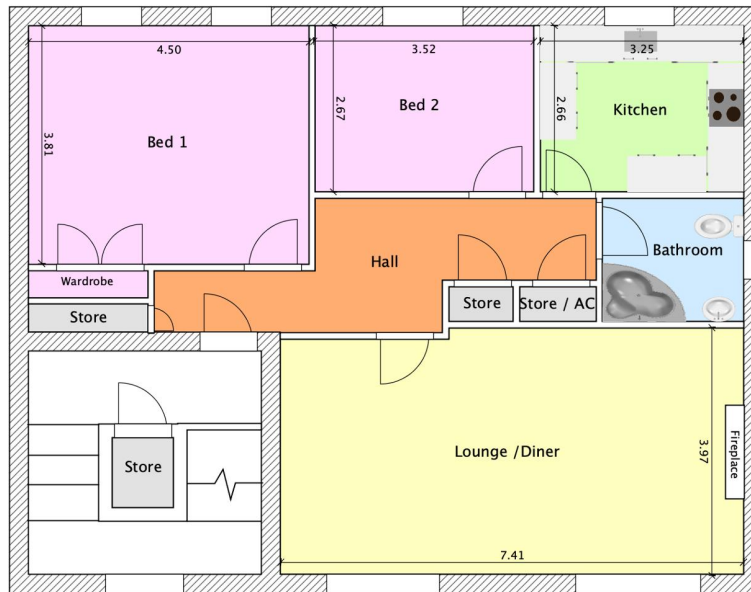 4.50
3.52
3.25
3.81
Bed 1
2.67
Bed 2
2.66
Kitchen
Hall
Bathroom
Wardrobe
Store
Store
Store / AC
Store
Lounge /Diner
3.97
Fireplace
7.41